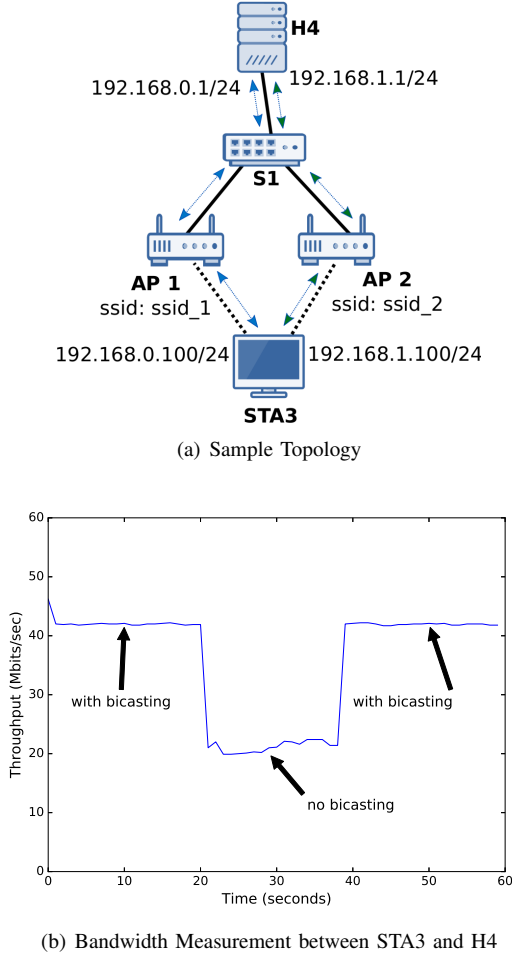 H4
192.168.0.1/24
192.168.1.1/24
S1
AP 1
ssid: ssid_1
AP 2
ssid: ssid_2
192.168.0.100/24
192.168.1.100/24
STA3
(a) Sample Topology
60
50
40
30
20
10
0
Throughput (Mbits/sec)
with bicasting
with bicasting
no bicasting
0 10 20 30 40 50 60
Time (seconds)
(b) Bandwidth Measurement between STA3 and H4